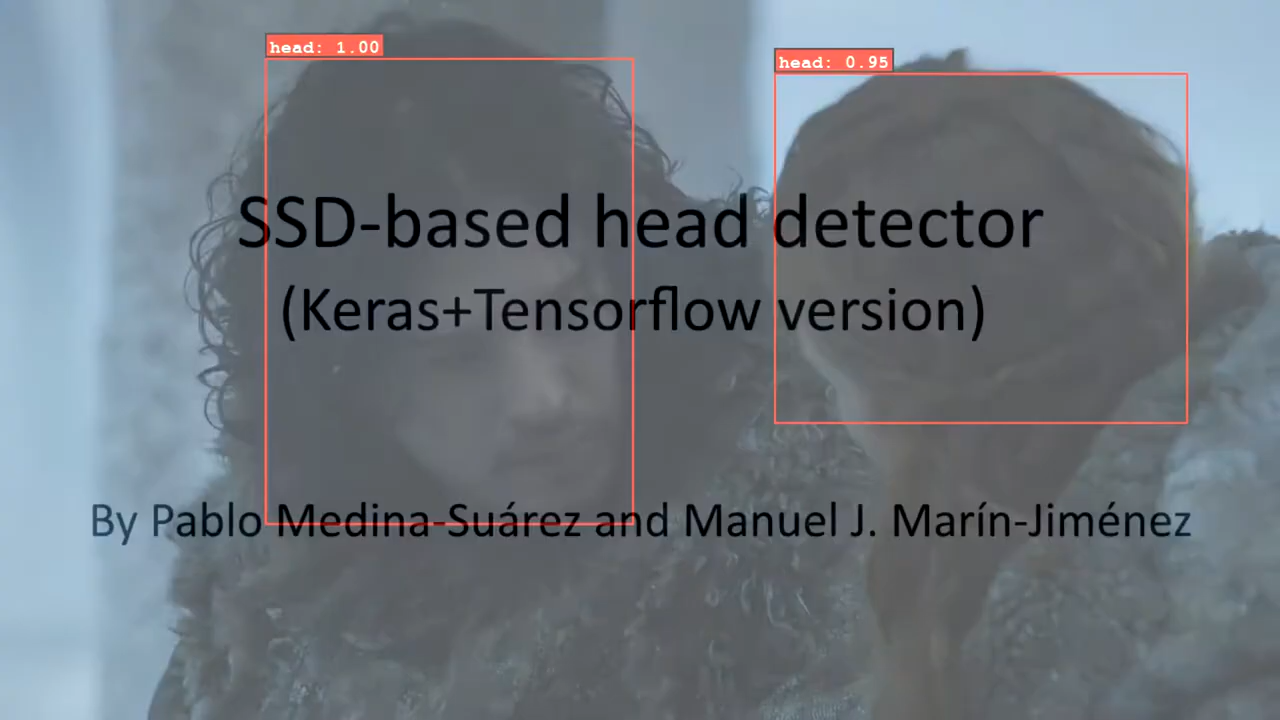 head: 1.00
head: 0.95
SSD-based head detector
(Keras+Tensorflow version)
By Pablo Medina-Suárez and Manuel J. Marín-Jiménez